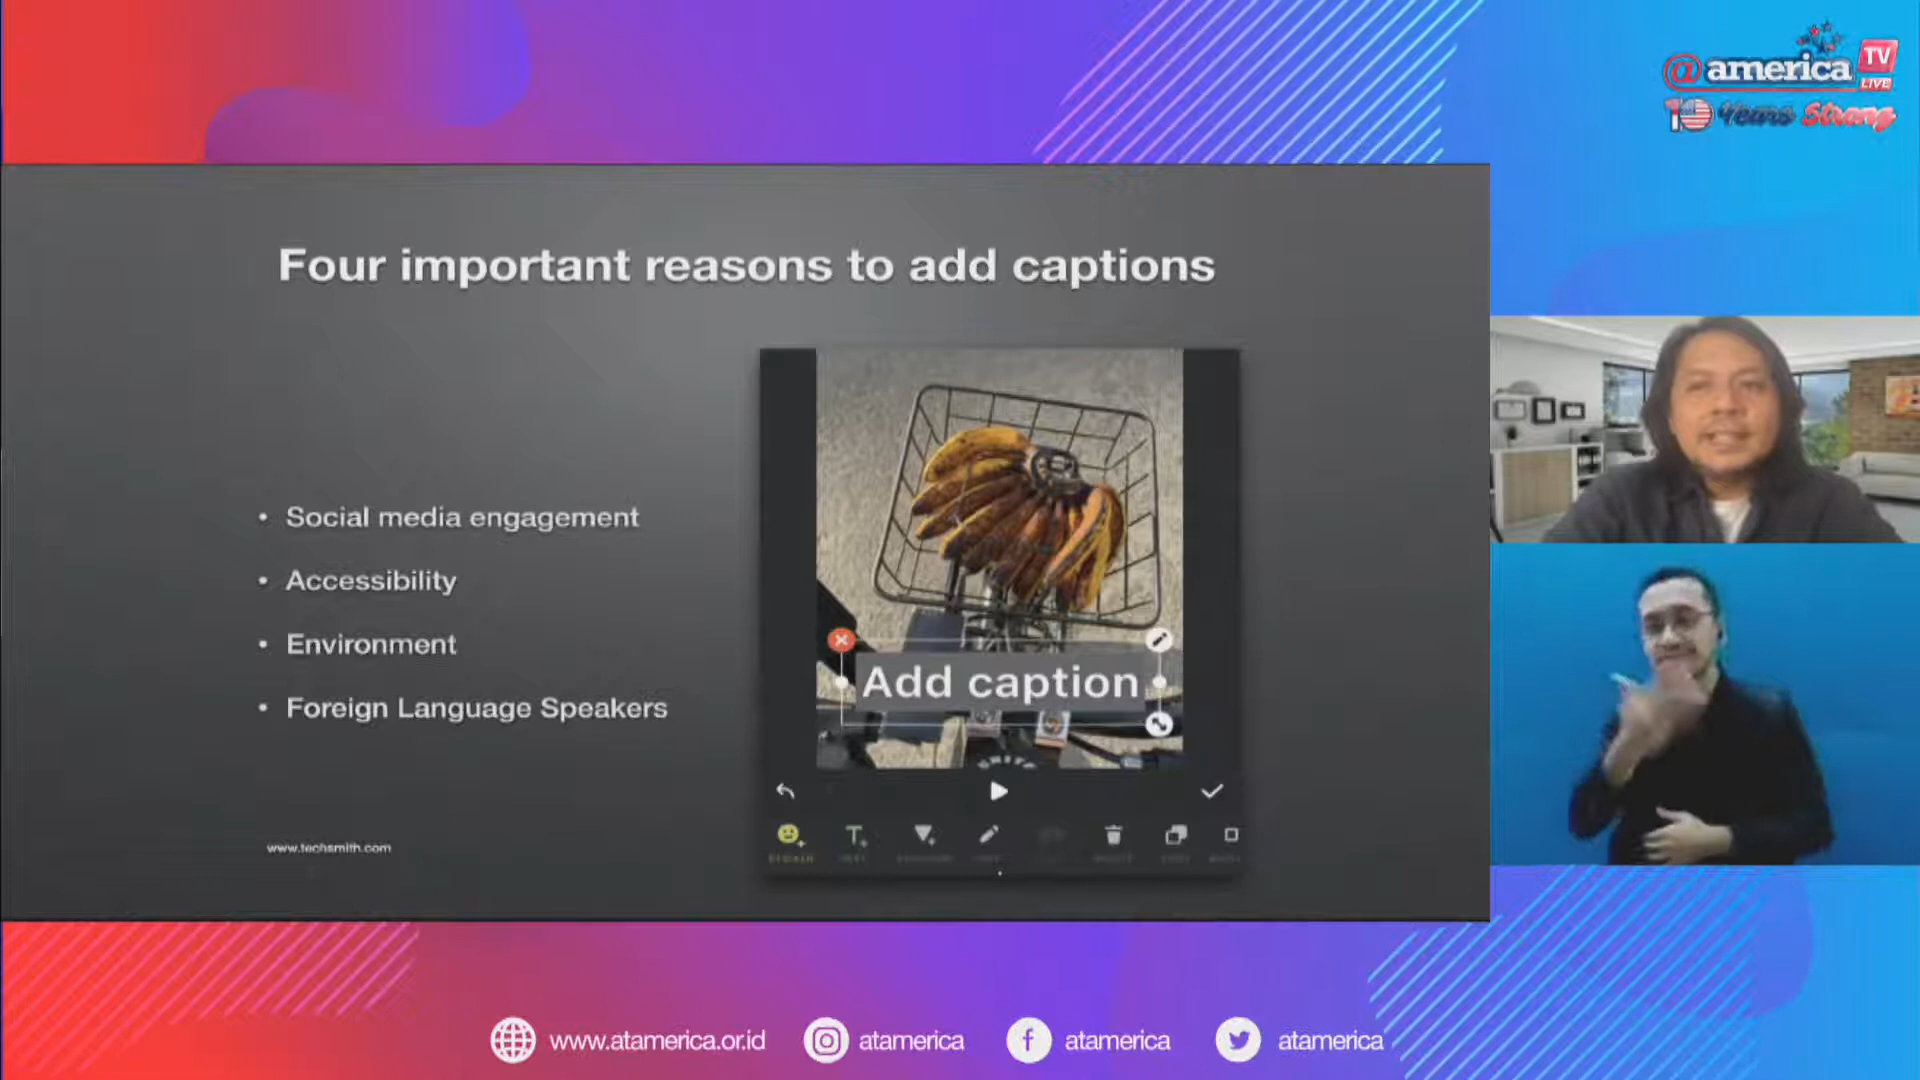 @america TV
LIVE
10 Years Strong
Four important reasons to add captions
• Social media engagement
• Accessibility
• Environment
• Foreign Language Speakers
Add caption
www.techsmith.com
www.atamerica.or.id
atamerica
atamerica
atamerica